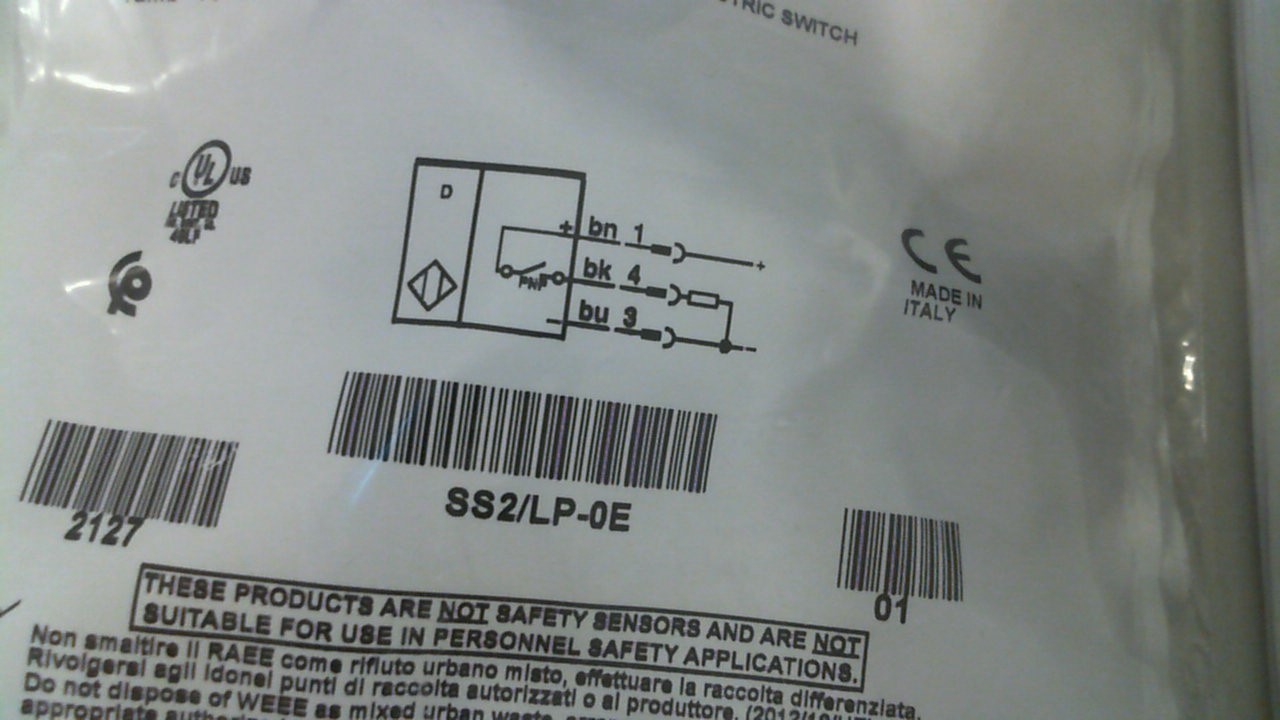 SWITCH
C UL US
LISTED
D
+ bn 1 +
bk 4
PNP
- bu 3 -
CE
MADE IN
ITALY
SS2/LP-0E
2127
01
THESE PRODUCTS ARE NOT SAFETY SENSORS AND ARE NOT
SUITABLE FOR USE IN PERSONNEL SAFETY APPLICATIONS.
Non smaltire il RAEE come rifiuto urbano misto, effettuare la raccolta differenziata.
Rivolgersi agli idonei punti di raccolta autorizzati o al produttore.
Do not dispose of WEEE as mixed urban waste,
appropriate